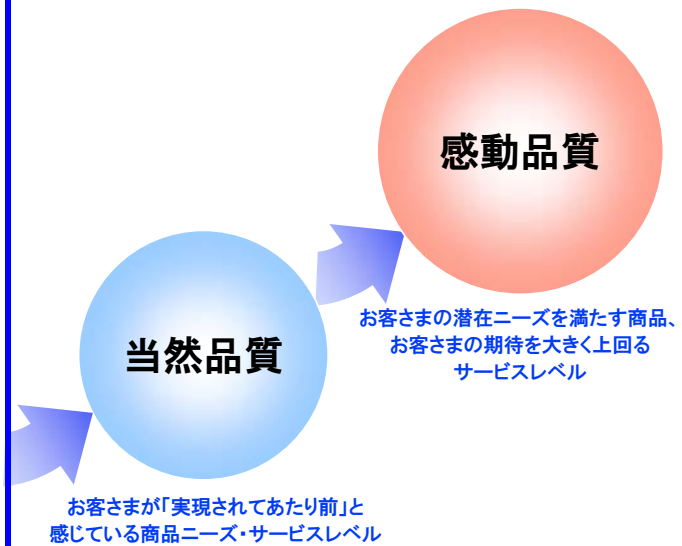 感動品質
お客さまの潜在ニーズを満たす商品、
お客さまの期待を大きく上回る
サービスレベル
当然品質
お客さまが「実現されてあたり前」と
感じている商品ニーズ・サービスレベル